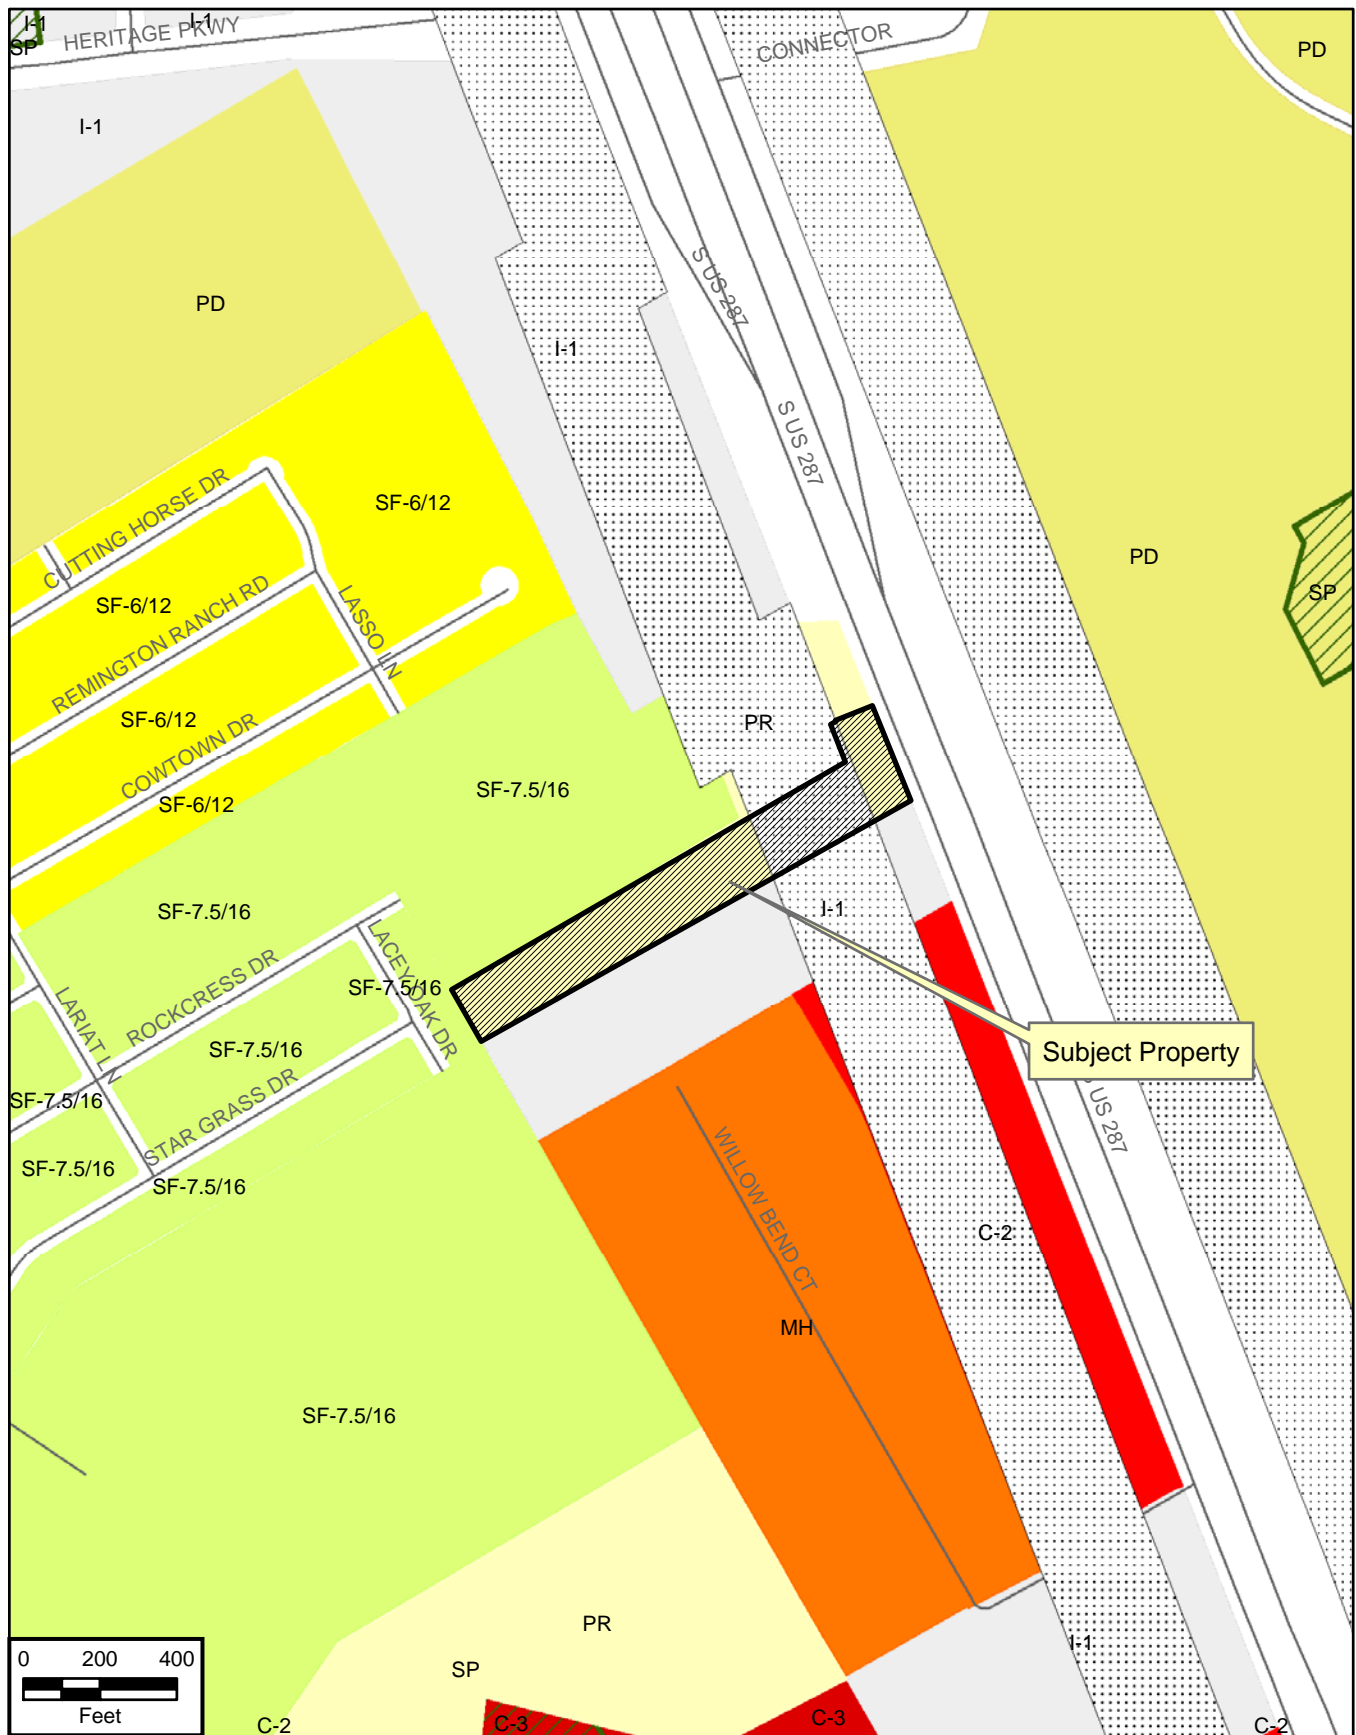 I-1
I-1
SP
HERITAGE PKWY
CONNECTOR
PD
I-1
PD
S US 287
I-1
S US 287
CUTTING HORSE DR
SF-6/12
SF-6/12
REMINGTON RANCH RD
LASSO LN
PD
SP
SF-6/12
COWTOWN DR
SF-6/12
PR
SF-7.5/16
SF-7.5/16
I-1
ROCKCRESS DR
LACEY OAK DR
SF-7.5/16
LARIAT LN
SF-7.5/16
Subject Property
SF-7.5/16
STAR GRASS DR
US 287
SF-7.5/16
SF-7.5/16
WILLOW BEND CT
C-2
MH
SF-7.5/16
PR
I-1
SP
0 200 400
Feet
C-2
C-3
C-3
C-2